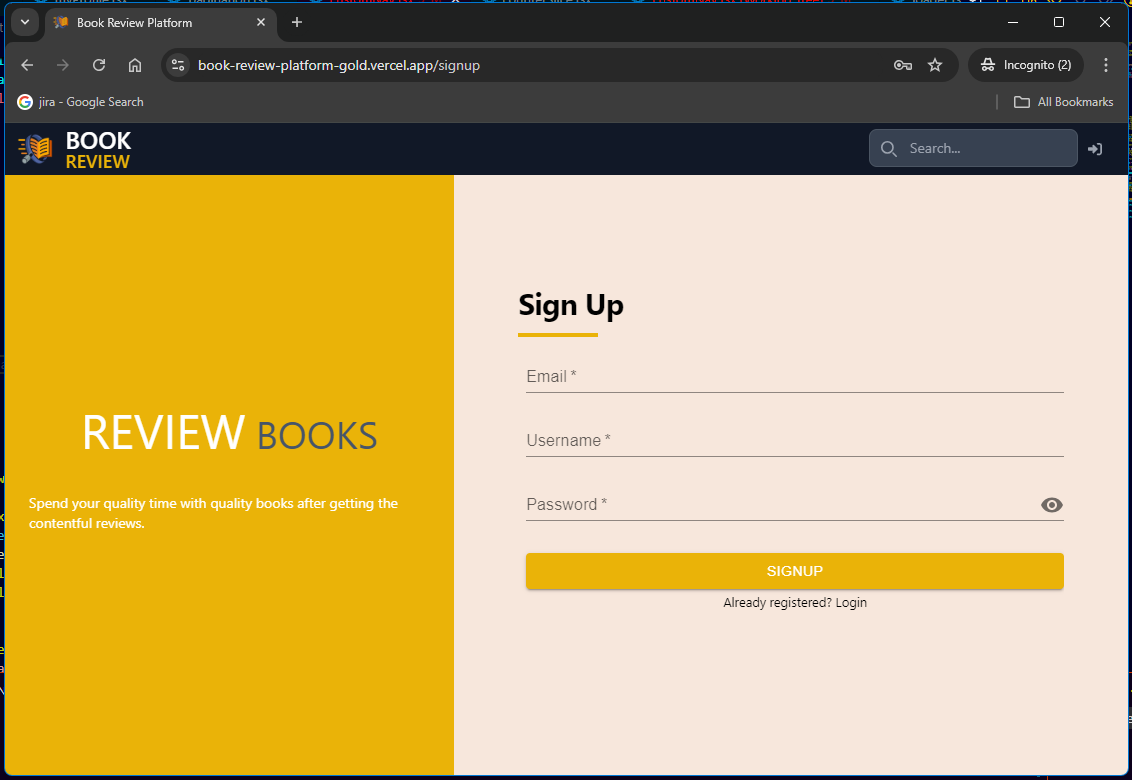 Book Review Platform
book-review-platform-gold.vercel.app/signup
Incognito (2)
jira - Google Search
All Bookmarks
BOOK
REVIEW
Search...
Sign Up
Email *
Username *
Password *
REVIEW BOOKS
Spend your quality time with quality books after getting the
contentful reviews.
SIGNUP
Already registered? Login